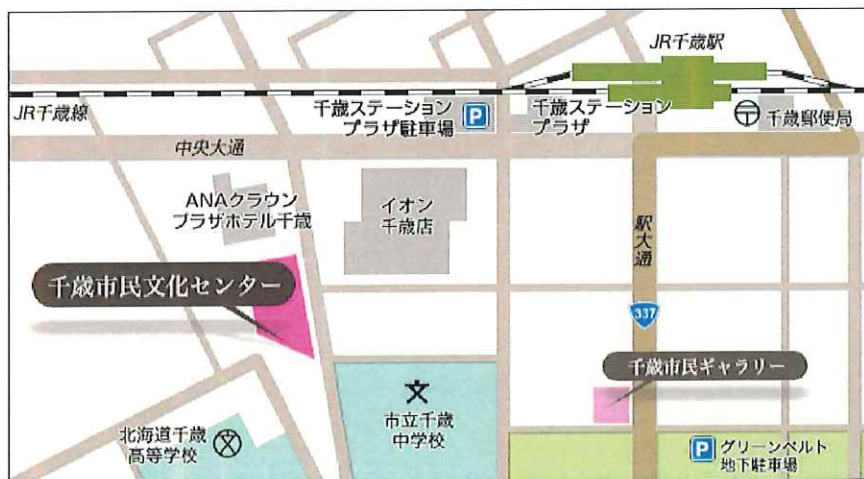 JR千歳駅
JR千歳線
千歳ステーション
プラザ駐車場
P
千歳ステーション
プラザ
千歳郵便局
中央大通
ANAクラウン
プラザホテル千歳
イオン
千歳店
駅大通
千歳市民文化センター
337
千歳市民ギャラリー
市立千歳
中学校
北海道千歳
高等学校
P
グリーンベルト
地下駐車場